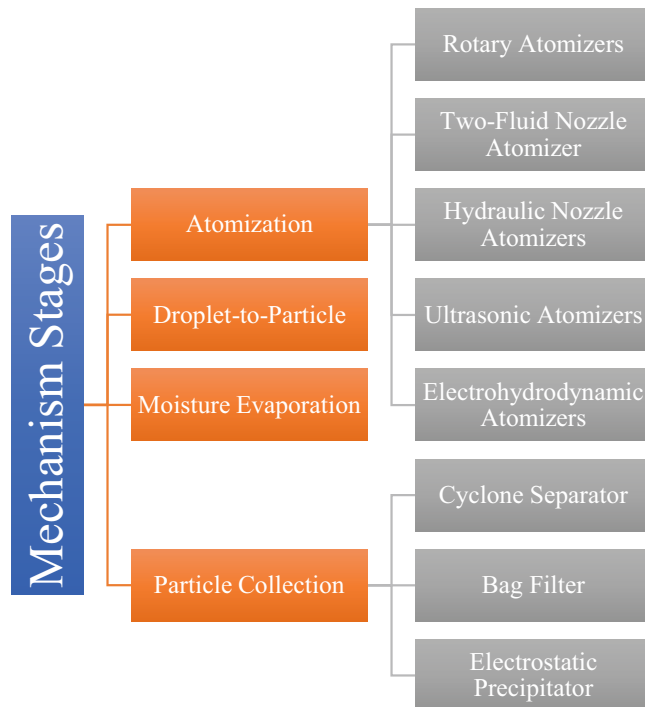 Mechanism Stages
Atomization
Droplet-to-Particle
Moisture Evaporation
Particle Collection
Rotary Atomizers
Two-Fluid Nozzle
Atomizer
Hydraulic Nozzle
Atomizers
Ultrasonic Atomizers
Electrohydrodynamic
Atomizers
Cyclone Separator
Bag Filter
Electrostatic
Precipitator